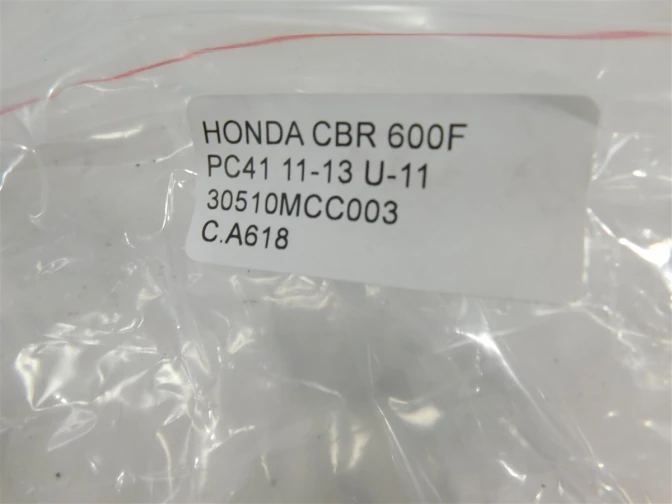 HONDA CBR 600F
PC41 11-13 U-11
30510MCC003
C.A618